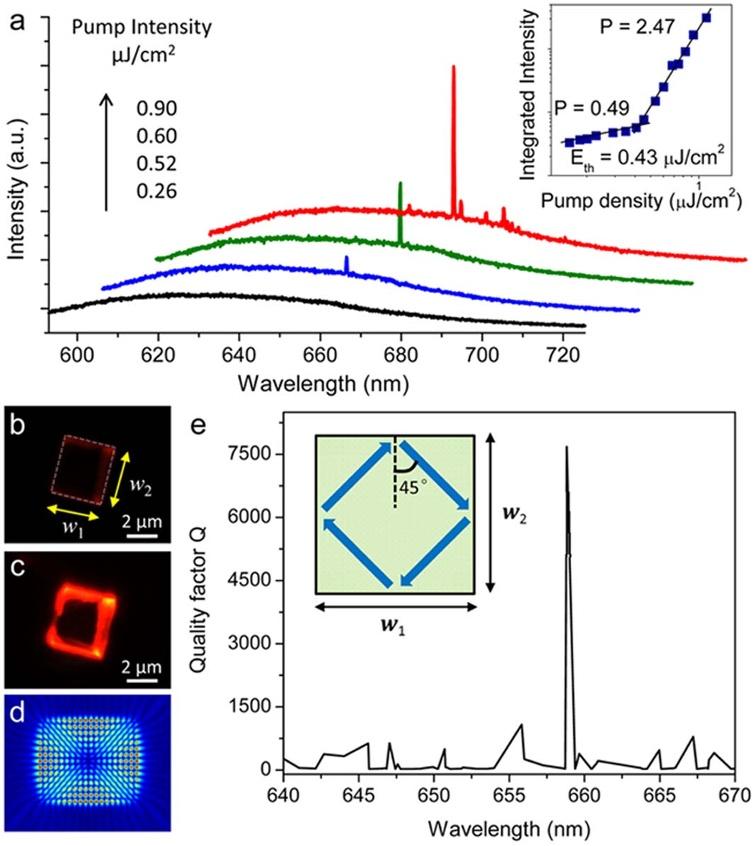 a
Pump Intensity
μJ/cm²
0.90
0.60
0.52
0.26
Intensity (a.u.)
600 620 640 660 680 700 720
Wavelength (nm)
Integrated Intensity
P = 2.47
P = 0.49
Eth = 0.43 μJ/cm²
1
Pump density (μJ/cm²)
b
w2
w1
2 μm
c
2 μm
d
e
Quality factor Q
7500
6000
4500
3000
1500
0
45°
w2
w1
640 645 650 655 660 665 670
Wavelength (nm)